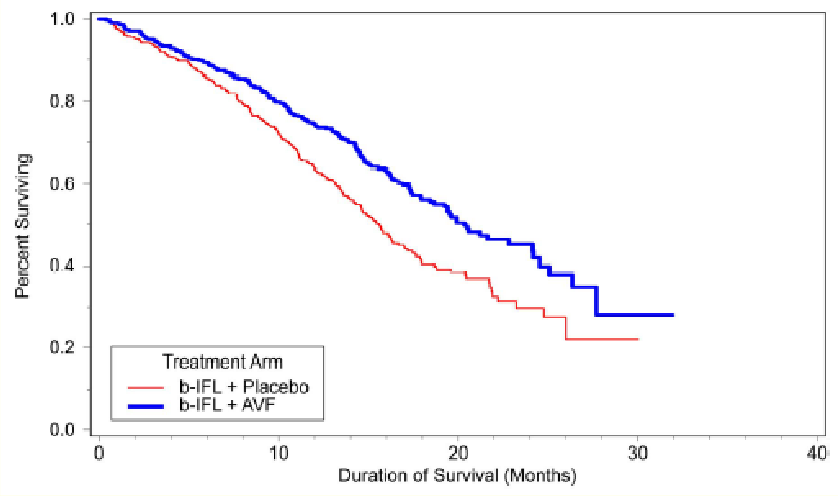 1.0
0.8
0.6
0.4
0.2
0.0
Percent Surviving
Treatment Arm
b-IFL + Placebo
b-IFL + AVF
0 10 20 30 40
Duration of Survival (Months)